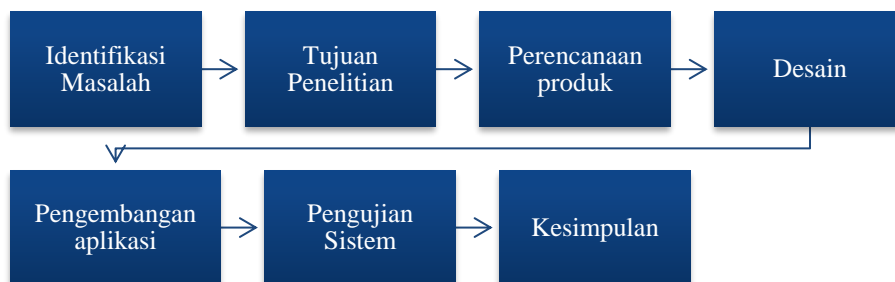 Identifikasi
Masalah
Tujuan
Penelitian
Perencanaan
produk
Desain
Pengembangan
aplikasi
Pengujian
Sistem
Kesimpulan